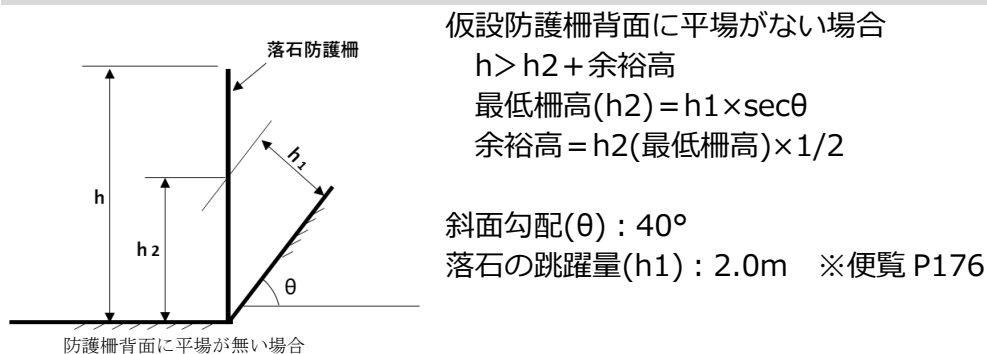 落石防護柵
h
h2
h1
θ
防護柵背面に平場が無い場合
仮設防護柵背面に平場がない場合
h＞h2＋余裕高
最低柵高(h2)＝h1×secθ
余裕高＝h2(最低柵高)×1/2
斜面勾配(θ)：40°
落石の跳躍量(h1)：2.0m　※便覧 P176